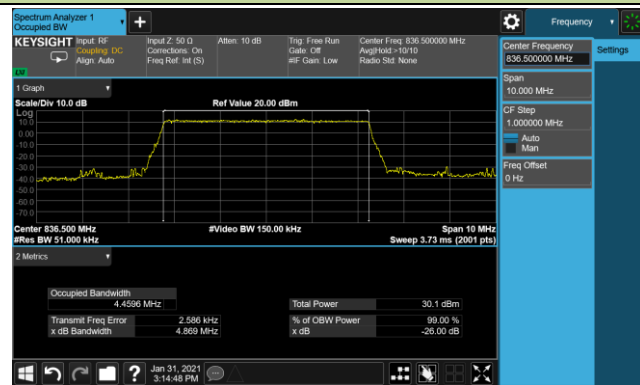 Spectrum Analyzer 1
Occupied BW
Frequency
KEYSIGHT
Input: RF
Coupling: DC
Align: Auto
Input Z: 50 Ω
Corrections: On
Freq Ref: Int (S)
Atten: 10 dB
Trig: Free Run
Gate: Off
#IF Gain: Low
Center Freq: 836.500000 MHz
Avg|Hold:>10/10
Radio Std: None
Center Frequency
836.500000 MHz
Settings
Span
10.000 MHz
CF Step
1.000000 MHz
Auto
Man
Freq Offset
0 Hz
1 Graph
Scale/Div 10.0 dB
Ref Value 20.00 dBm
Log
10.0
0.00
-10.0
-20.0
-30.0
-40.0
-50.0
-60.0
-70.0
Center 836.500 MHz
#Video BW 150.00 kHz
Span 10 MHz
#Res BW 51.000 kHz
Sweep 3.73 ms (2001 pts)
2 Metrics
Occupied Bandwidth
4.4596 MHz
Total Power 30.1 dBm
Transmit Freq Error 2.586 kHz
% of OBW Power 99.00 %
x dB Bandwidth 4.869 MHz
x dB -26.00 dB
?
Jan 31, 2021
3:14:48 PM